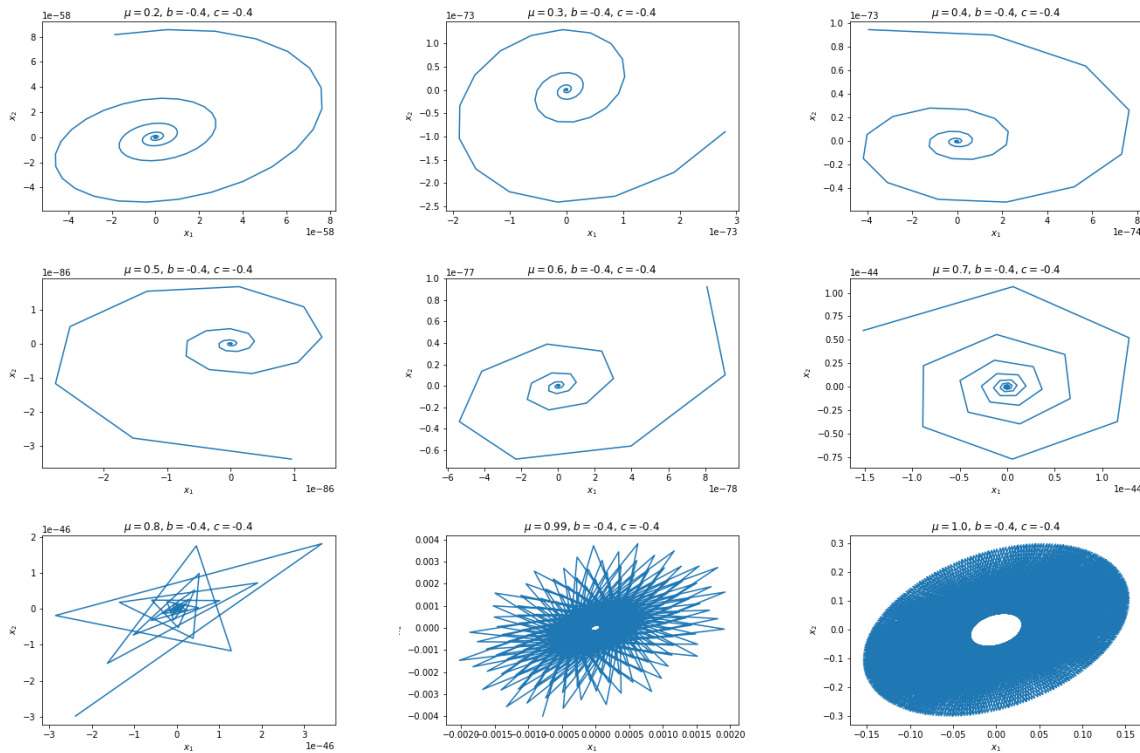 μ = 0.2, b = -0.4, c = -0.4
1e−58
8
6
4
2
0
−2
−4
x₂
−4 −2 0 2 4 6 8
x₁
1e−58
μ = 0.3, b = -0.4, c = -0.4
1e−73
1.0
0.5
0.0
−0.5
−1.0
−1.5
−2.0
−2.5
x₂
−2 −1 0 1 2 3
x₁
1e−73
μ = 0.4, b = -0.4, c = -0.4
1e−73
1.0
0.8
0.6
0.4
0.2
0.0
−0.2
−0.4
x₂
−4 −2 0 2 4 6 8
x₁
1e−74
μ = 0.5, b = -0.4, c = -0.4
1e−86
1
0
−1
−2
−3
x₂
−2 −1 0 1
x₁
1e−86
μ = 0.6, b = -0.4, c = -0.4
1e−77
1.0
0.8
0.6
0.4
0.2
0.0
−0.2
−0.4
−0.6
x₂
−6 −4 −2 0 2 4 6 8
x₁
1e−78
μ = 0.7, b = -0.4, c = -0.4
1e−44
1.00
0.75
0.50
0.25
0.00
−0.25
−0.50
−0.75
x₂
−1.5 −1.0 −0.5 0.0 0.5 1.0
x₁
1e−44
μ = 0.8, b = -0.4, c = -0.4
1e−46
2
1
0
−1
−2
−3
x₂
−3 −2 −1 0 1 2 3
x₁
1e−46
μ = 0.99, b = -0.4, c = -0.4
0.004
0.003
0.002
0.001
0.000
−0.001
−0.002
−0.003
−0.004
−0.0020 −0.0015 −0.0010 −0.0005 0.0000 0.0005 0.0010 0.0015 0.0020
x₁
μ = 1.0, b = -0.4, c = -0.4
0.3
0.2
0.1
0.0
−0.1
−0.2
−0.3
x₂
−0.15 −0.10 −0.05 0.00 0.05 0.10 0.15
x₁